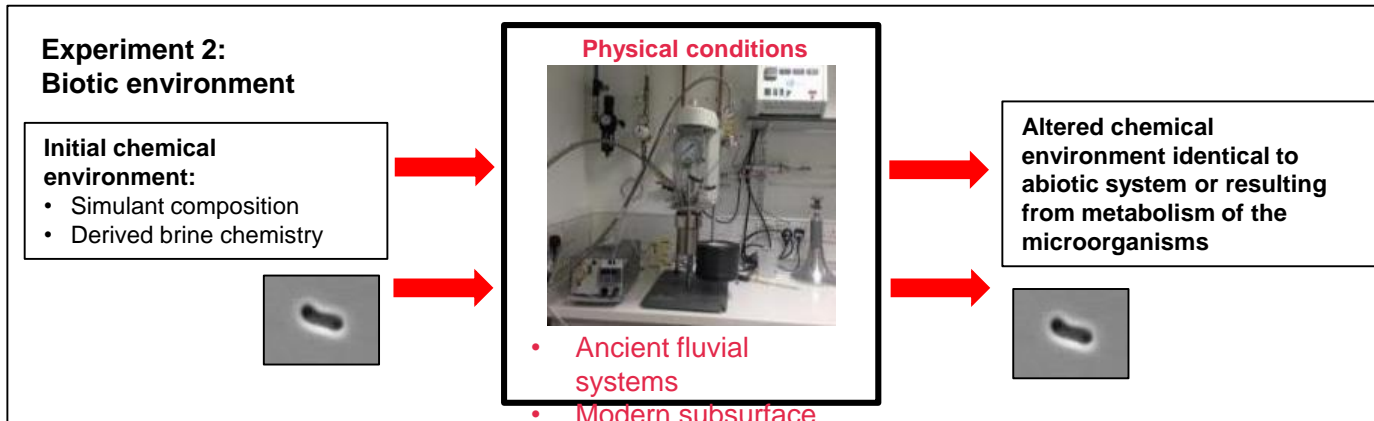 Experiment 2:
Biotic environment
Initial chemical
environment:
• Simulant composition
• Derived brine chemistry
Physical conditions
• Ancient fluvial
systems
• Modern subsurface
Altered chemical
environment identical to
abiotic system or resulting
from metabolism of the
microorganisms